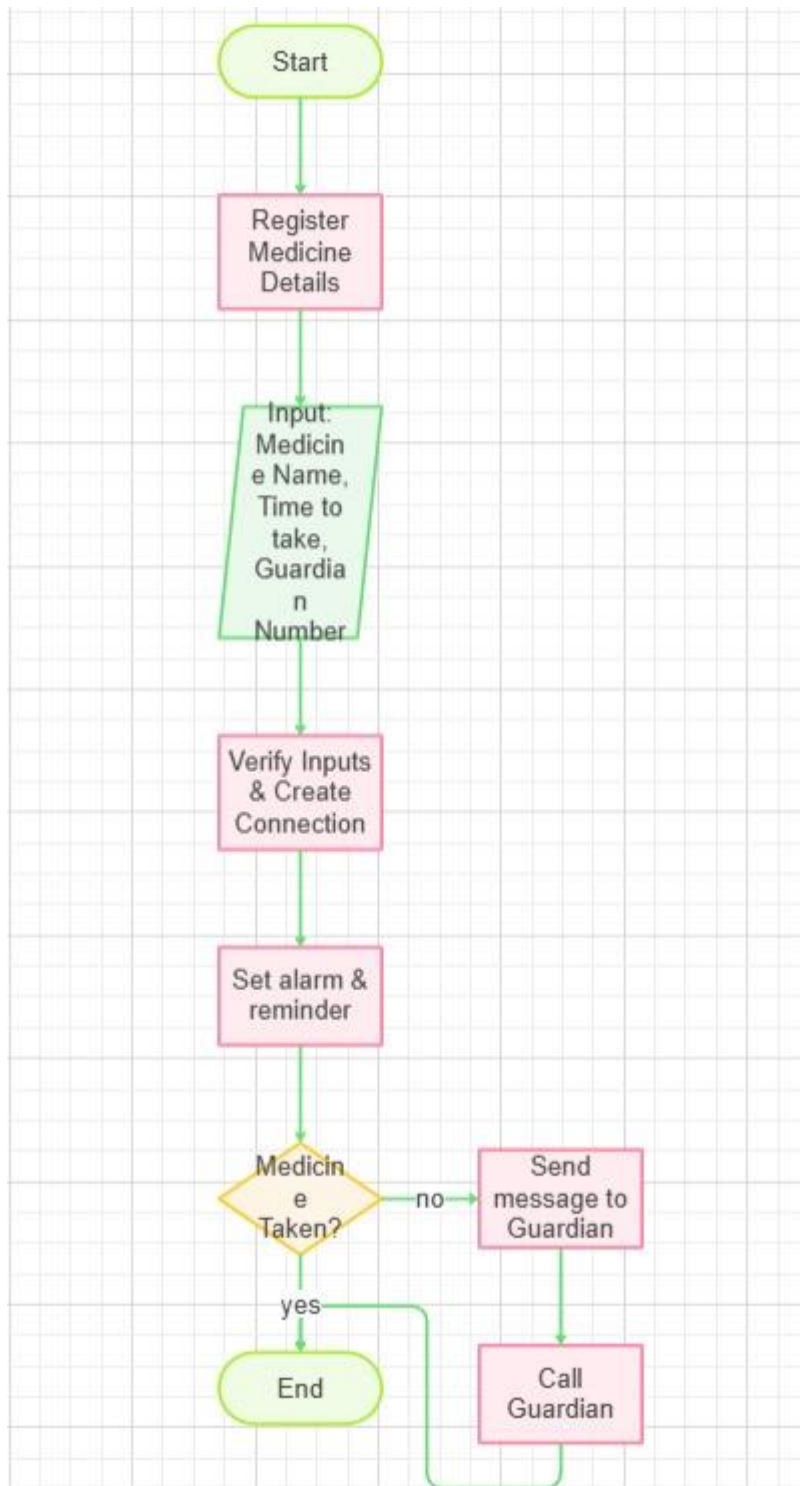 Start
Register
Medicine
Details
Input:
Medicin
e Name,
Time to
take,
Guardia
n
Number
Verify Inputs
& Create
Connection
Set alarm &
reminder
Medicin
e
Taken?
no
Send
message to
Guardian
yes
Call
Guardian
End